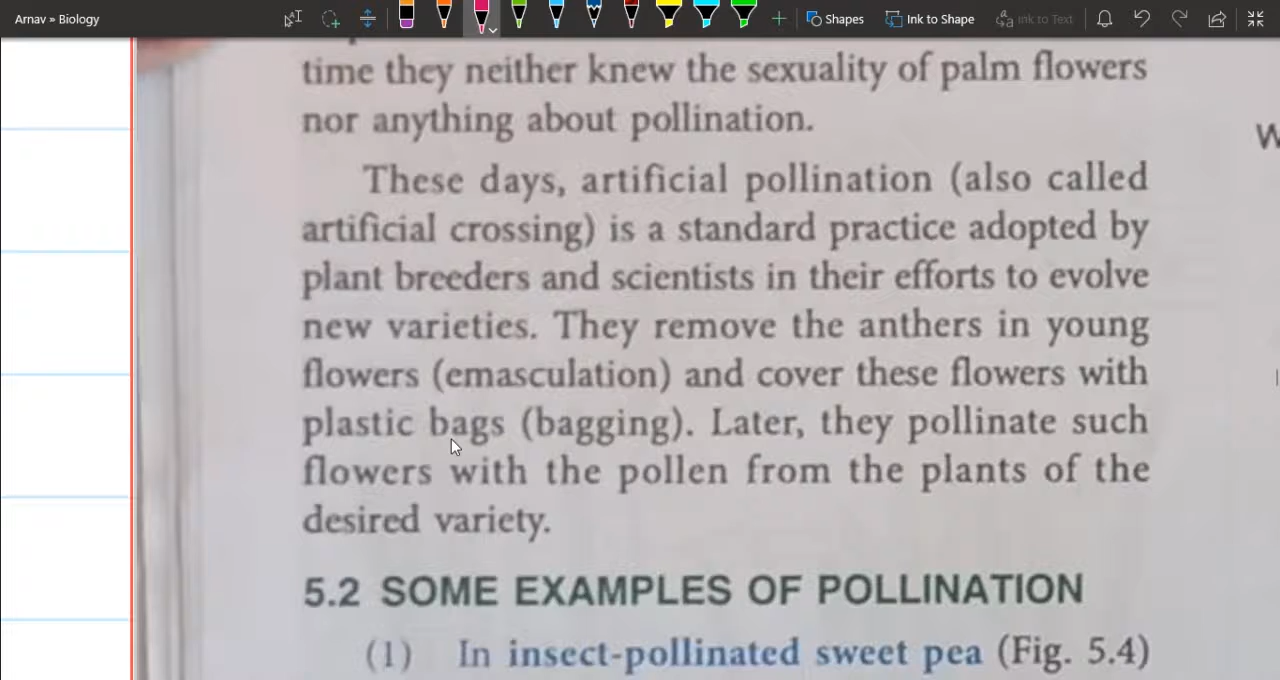 Arnav » Biology
Shapes
Ink to Shape
Ink to Text
time they neither knew the sexuality of palm flowers
nor anything about pollination.
These days, artificial pollination (also called
artificial crossing) is a standard practice adopted by
plant breeders and scientists in their efforts to evolve
new varieties. They remove the anthers in young
flowers (emasculation) and cover these flowers with
plastic bags (bagging). Later, they pollinate such
flowers with the pollen from the plants of the
desired variety.
5.2 SOME EXAMPLES OF POLLINATION
(1) In insect-pollinated sweet pea (Fig. 5.4)